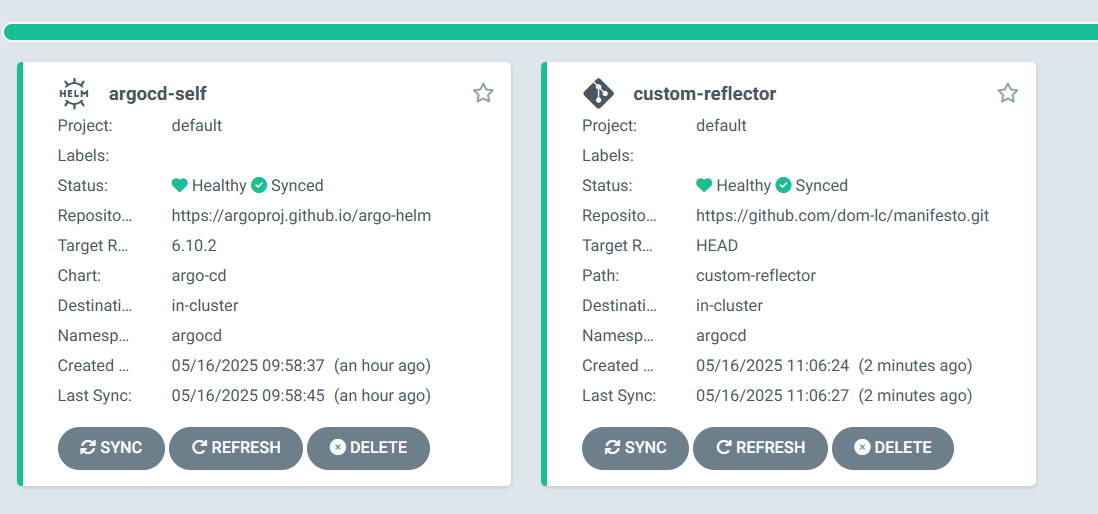 HELM argocd-self
Project: default
Labels:
Status: Healthy Synced
Reposito... https://argoproj.github.io/argo-helm
Target R... 6.10.2
Chart: argo-cd
Destinati... in-cluster
Namesp... argocd
Created ... 05/16/2025 09:58:37 (an hour ago)
Last Sync: 05/16/2025 09:58:45 (an hour ago)
SYNC REFRESH DELETE
custom-reflector
Project: default
Labels:
Status: Healthy Synced
Reposito... https://github.com/dom-lc/manifesto.git
Target R... HEAD
Path: custom-reflector
Destinati... in-cluster
Namesp... argocd
Created ... 05/16/2025 11:06:24 (2 minutes ago)
Last Sync: 05/16/2025 11:06:27 (2 minutes ago)
SYNC REFRESH DELETE